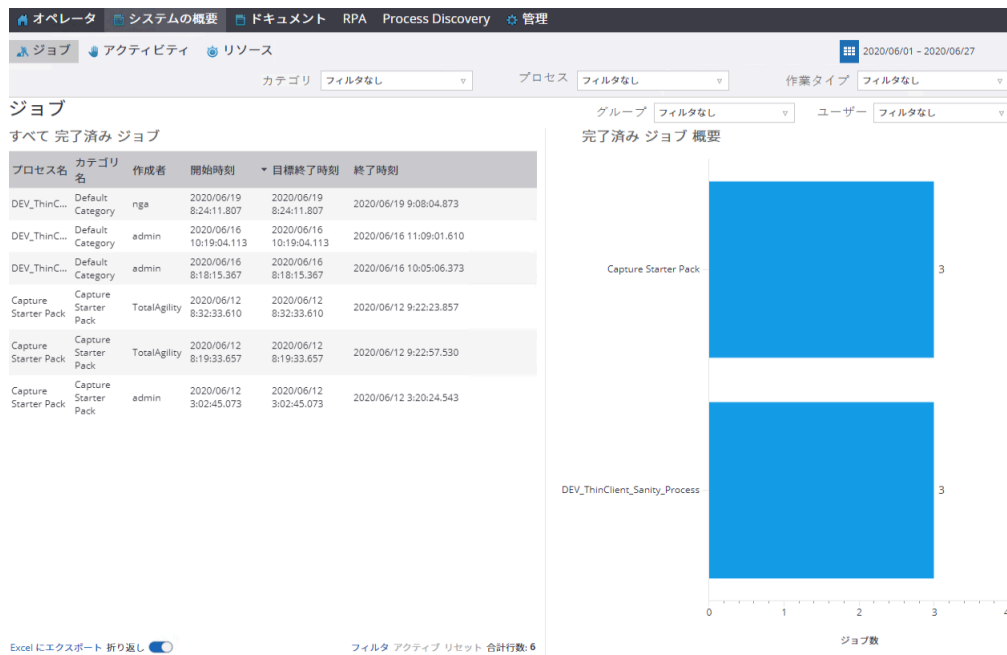 オペレータ システムの概要 ドキュメント RPA Process Discovery 管理
ジョブ アクティビティ リソース 2020/06/01 – 2020/06/27
カテゴリ フィルタなし プロセス フィルタなし 作業タイプ フィルタなし
ジョブ グループ フィルタなし ユーザー フィルタなし
すべて 完了済み ジョブ
プロセス名 カテゴリ名 作成者 開始時刻 目標終了時刻 終了時刻
DEV_ThinC... Default Category nga 2020/06/19 8:24:11.807 2020/06/19 8:24:11.807 2020/06/19 9:08:04.873
DEV_ThinC... Default Category admin 2020/06/16 10:19:04.113 2020/06/16 10:19:04.113 2020/06/16 11:09:01.610
DEV_ThinC... Default Category admin 2020/06/16 8:18:15.367 2020/06/16 8:18:15.367 2020/06/16 10:05:06.373
Capture Starter Pack Capture Starter Pack TotalAgility 2020/06/12 8:32:33.610 2020/06/12 8:32:33.610 2020/06/12 9:22:23.857
Capture Starter Pack Capture Starter Pack TotalAgility 2020/06/12 8:19:33.657 2020/06/12 8:19:33.657 2020/06/12 9:22:57.530
Capture Starter Pack Capture Starter Pack admin 2020/06/12 3:02:45.073 2020/06/12 3:02:45.073 2020/06/12 3:20:24.543
Excel にエクスポート 折り返し フィルタ アクティブ リセット 合計行数: 6
完了済み ジョブ 概要
Capture Starter Pack 3
DEV_ThinClient_Sanity_Process 3
0 1 2 3 4
ジョブ数